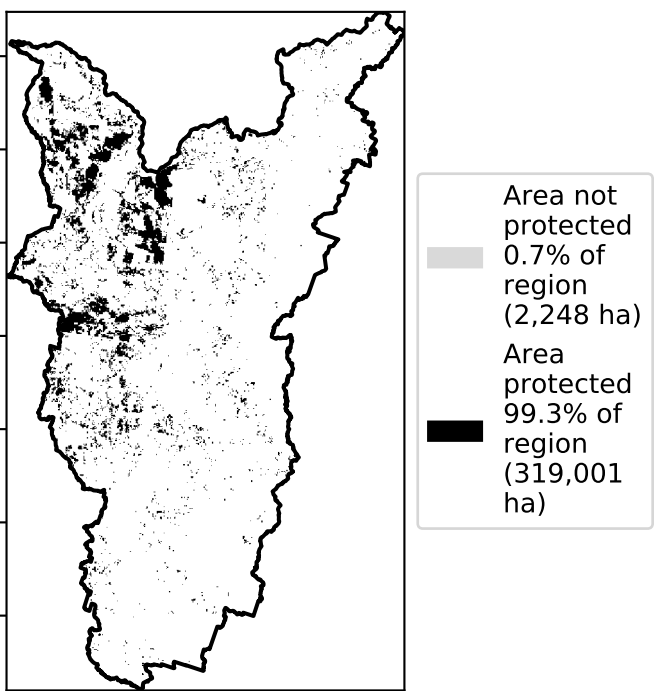 Area not
protected
0.7% of
region
(2,248 ha)
Area
protected
99.3% of
region
(319,001
ha)